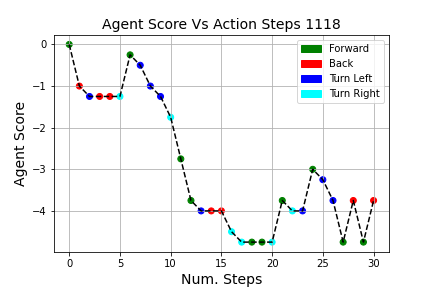 Agent Score Vs Action Steps 1118
Forward
Back
Turn Left
Turn Right
Agent Score
0
−1
−2
−3
−4
0 5 10 15 20 25 30
Num. Steps